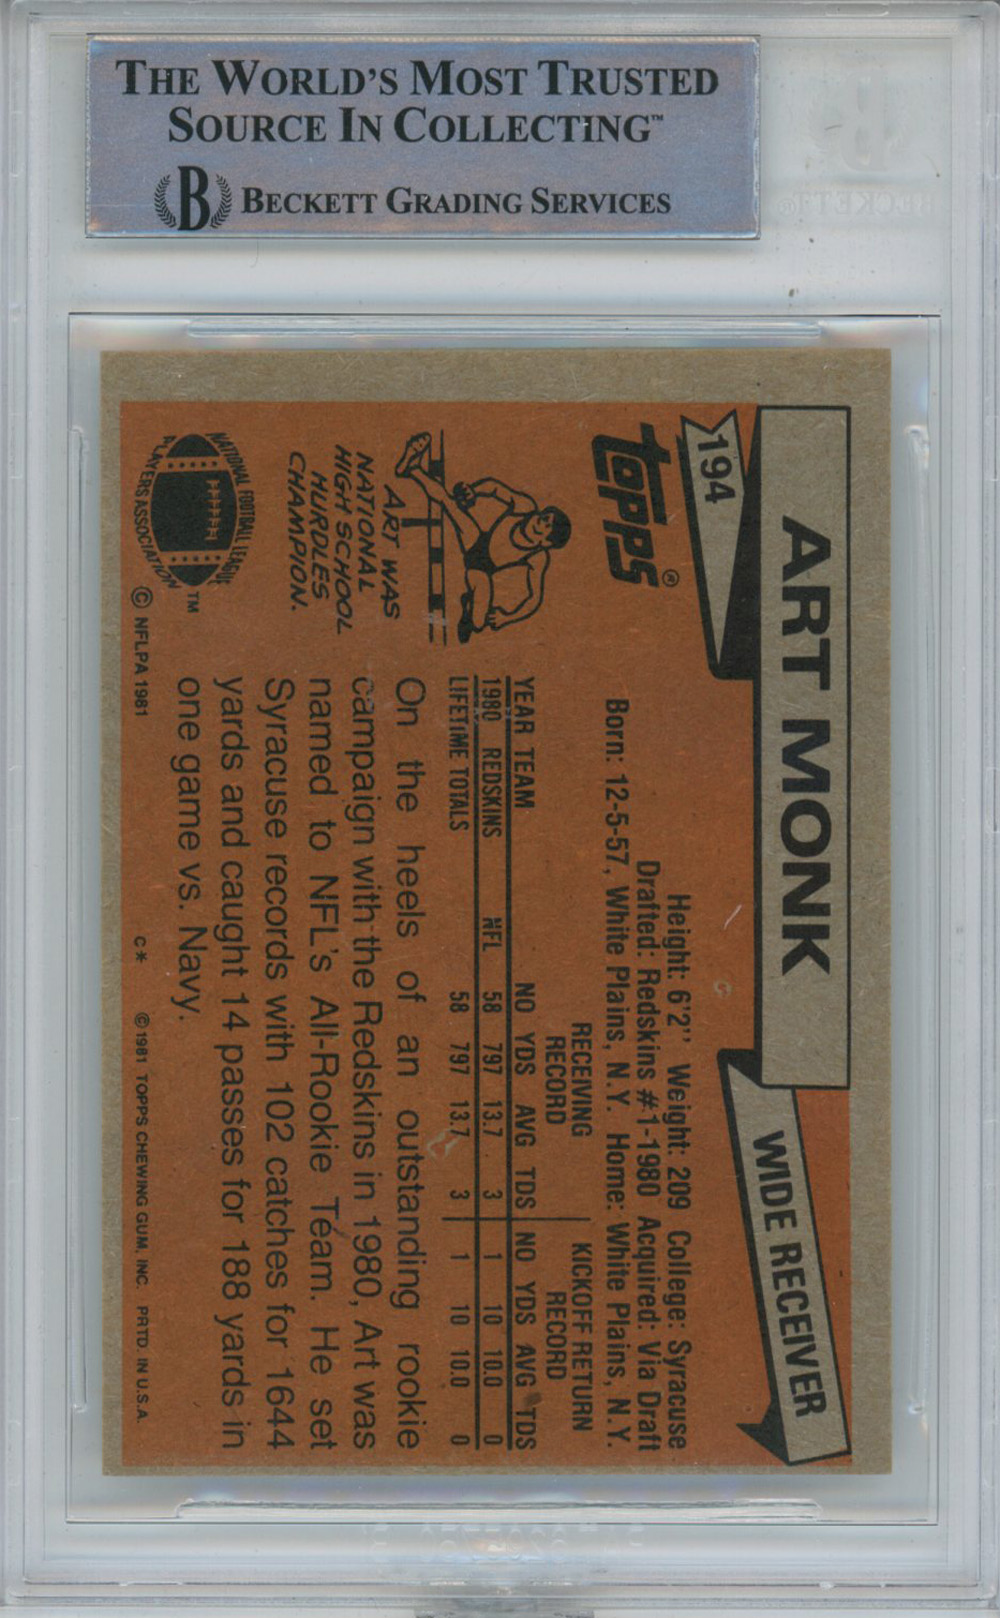 THE WORLD'S MOST TRUSTED
SOURCE IN COLLECTING™
B BECKETT GRADING SERVICES
ART MONK
WIDE RECEIVER
194
TOPPS®
Height: 6'2" Weight: 209 College: Syracuse
Drafted: Redskins #1-1980 Acquired: Via Draft
Born: 12-5-57, White Plains, N.Y. Home: White Plains, N.Y.
RECEIVING RECORD KICKOFF RETURN RECORD
YEAR TEAM NO YDS AVG TDS NO YDS AVG TDS
1980 REDSKINS NFL 58 797 13.7 3 1 10 10.0 0
LIFETIME TOTALS 58 797 13.7 3 1 10 10.0 0
ART WAS
NATIONAL
HIGH SCHOOL
HURDLES
CHAMPION.
On the heels of an outstanding rookie
campaign with the Redskins in 1980, Art was
named to NFL's All-Rookie Team. He set
Syracuse records with 102 catches for 1644
yards and caught 14 passes for 188 yards in
one game vs. Navy.
NATIONAL FOOTBALL LEAGUE
PLAYERS ASSOCIATION
™
© NFLPA 1981
C*
© 1981 TOPPS CHEWING GUM, INC. PRTD. IN U.S.A.